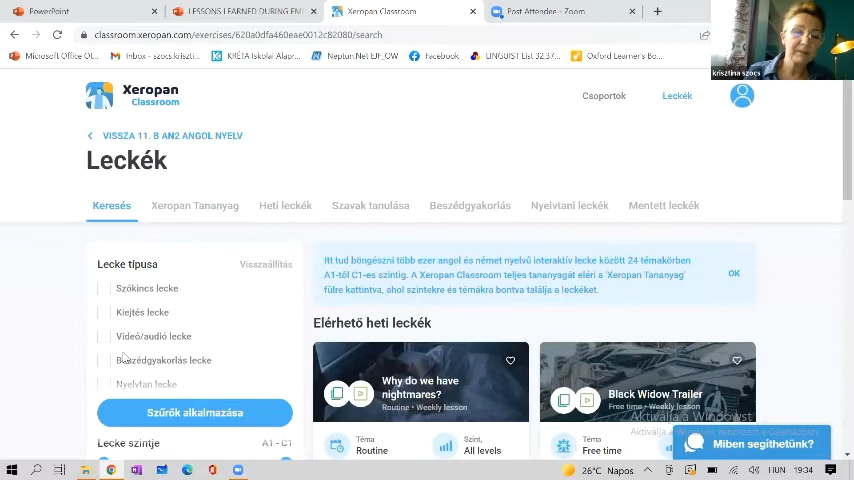 PowerPoint
LESSONS LEARNED DURING EM
Xeropan Classroom
Post Attendee - Zoom
classroom.xeropan.com/exercises/620a0dfa460eae0012c82080/search
Microsoft Office Ot...
Inbox - szocs.kriszti...
KRÉTA Iskolai Alapr...
Neptun.Net EJF_OW
Facebook
LINGUIST List 32.37...
Oxford Learner's Bo...
krisztina szocs
Xeropan
Classroom
Csoportok
Leckék
VISSZA 11. B AN2 ANGOL NYELV
Leckék
Keresés
Xeropan Tananyag
Heti leckék
Szavak tanulása
Beszédgyakorlás
Nyelvtani leckék
Mentett leckék
Lecke típusa
Visszaállítás
Szókincs lecke
Kiejtés lecke
Videó/audió lecke
Beszédgyakorlás lecke
Nyelvtan lecke
Szűrők alkalmazása
Lecke szintje
A1 - C1
Itt tud böngészni több ezer angol és német nyelvű interaktív lecke között 24 témakörben
A1-től C1-es szintig. A Xeropan Classroom teljes tananyagát eléri a 'Xeropan Tananyag'
fülre kattintva, ahol szintekre és témákra bontva találja a leckéket.
OK
Elérhető heti leckék
Why do we have
nightmares?
Routine • Weekly lesson
Téma
Routine
Szint,
All levels
Black Widow Trailer
Free time • Weekly lesson
Téma
Free time
Aktiválja a Windowst
Miben segíthetünk?
26°C Napos
HUN
19:34